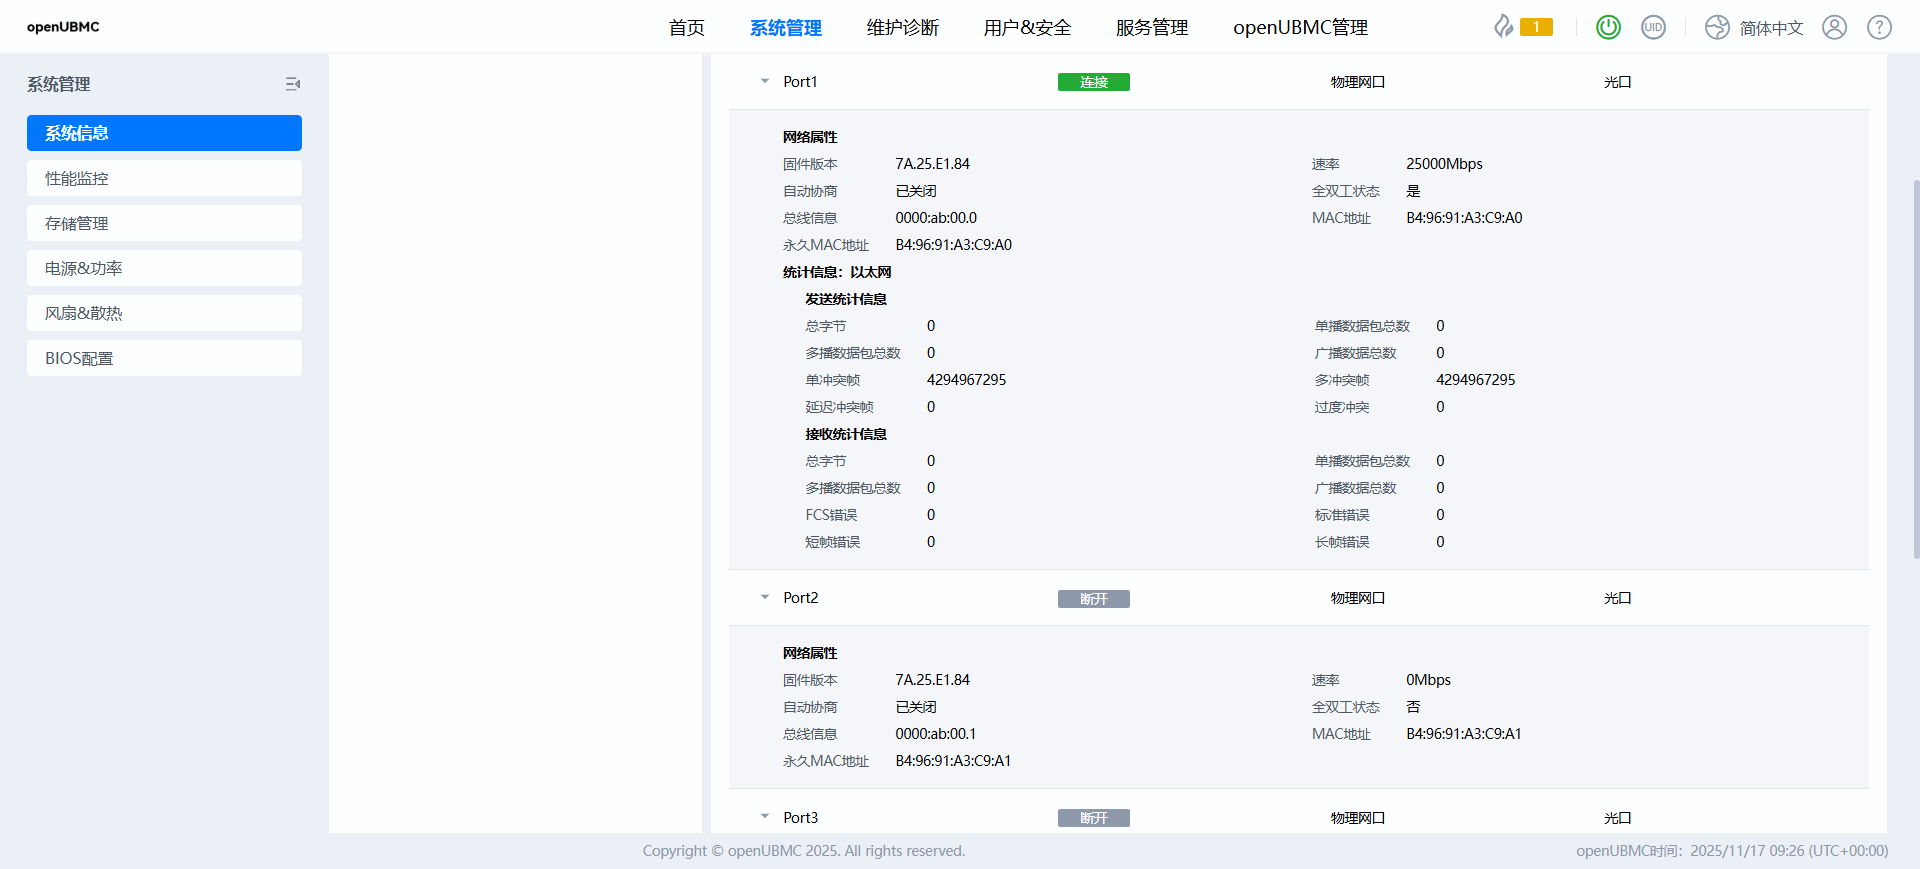 openUBMC 首页 系统管理 维护诊断 用户&安全 服务管理 openUBMC管理 1 UID 简体中文 ?
系统管理
系统信息
性能监控
存储管理
电源&功率
风扇&散热
BIOS配置
Port1 连接 物理网口 光口
网络属性
固件版本 7A.25.E1.84 速率 25000Mbps
自动协商 已关闭 全双工状态 是
总线信息 0000:ab:00.0 MAC地址 B4:96:91:A3:C9:A0
永久MAC地址 B4:96:91:A3:C9:A0
统计信息：以太网
发送统计信息
总字节 0 单播数据包总数 0
多播数据包总数 0 广播数据总数 0
单冲突帧 4294967295 多冲突帧 4294967295
延迟冲突帧 0 过度冲突 0
接收统计信息
总字节 0 单播数据包总数 0
多播数据包总数 0 广播数据总数 0
FCS错误 0 标准错误 0
短帧错误 0 长帧错误 0
Port2 断开 物理网口 光口
网络属性
固件版本 7A.25.E1.84 速率 0Mbps
自动协商 已关闭 全双工状态 否
总线信息 0000:ab:00.1 MAC地址 B4:96:91:A3:C9:A1
永久MAC地址 B4:96:91:A3:C9:A1
Port3 断开 物理网口 光口
Copyright © openUBMC 2025. All rights reserved. openUBMC时间：2025/11/17 09:26 (UTC+00:00)